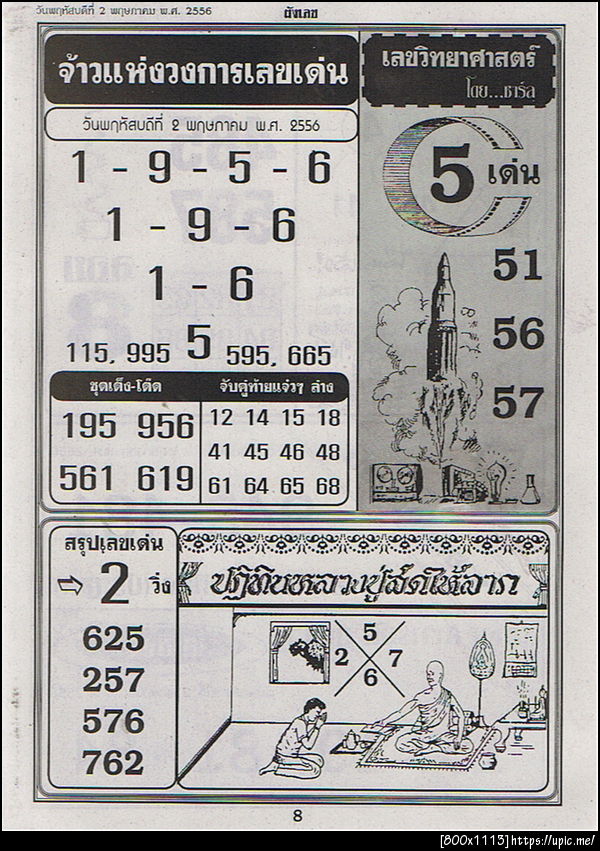 วันพฤหัสบดีที่ 2 พฤษภาคม พ.ศ. 2556
ผังเลข
จ้าวแห่งวงการเลขเด่น
วันพฤหัสบดีที่ 2 พฤษภาคม พ.ศ. 2556
1 - 9 - 5 - 6
1 - 9 - 6
1 - 6
115, 995 5 595, 665
ชุดเต็ง-โต๊ด
195 956
561 619
จับคู่ท้ายแจ๋วๆ ล่าง
12 14 15 18
41 45 46 48
61 64 65 68
เลขวิทยาศาสตร์
โดย...ชาร์ล
5 เด่น
51
56
57
สรุปเลขเด่น
⇨ 2 วิ่ง
625
257
576
762
ปฏิทินหลวงปู่สดให้ลาภ
5
2 7
6
8
[800x1113]https://upic.me/